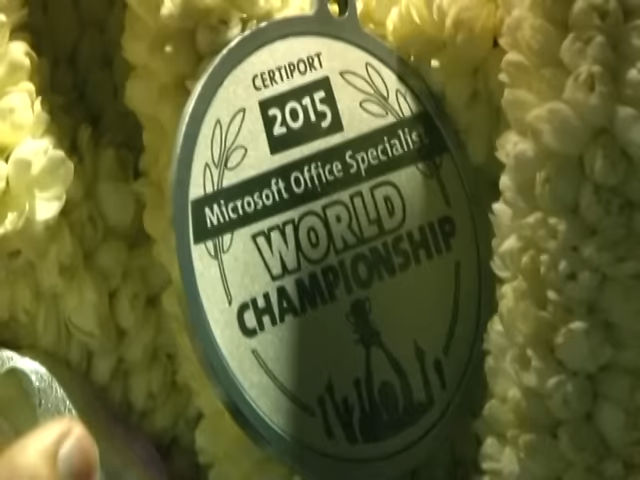 CERTIPORT
2015
Microsoft Office Specialist
WORLD
CHAMPIONSHIP